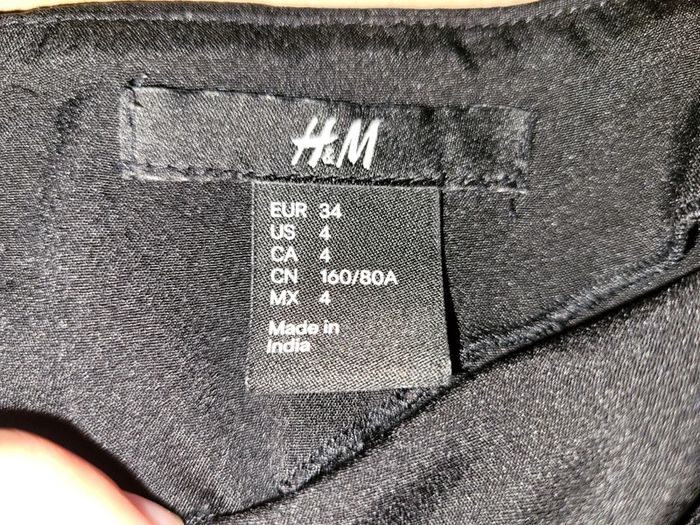 H&M
EUR 34
US 4
CA 4
CN 160/80A
MX 4
Made in
India